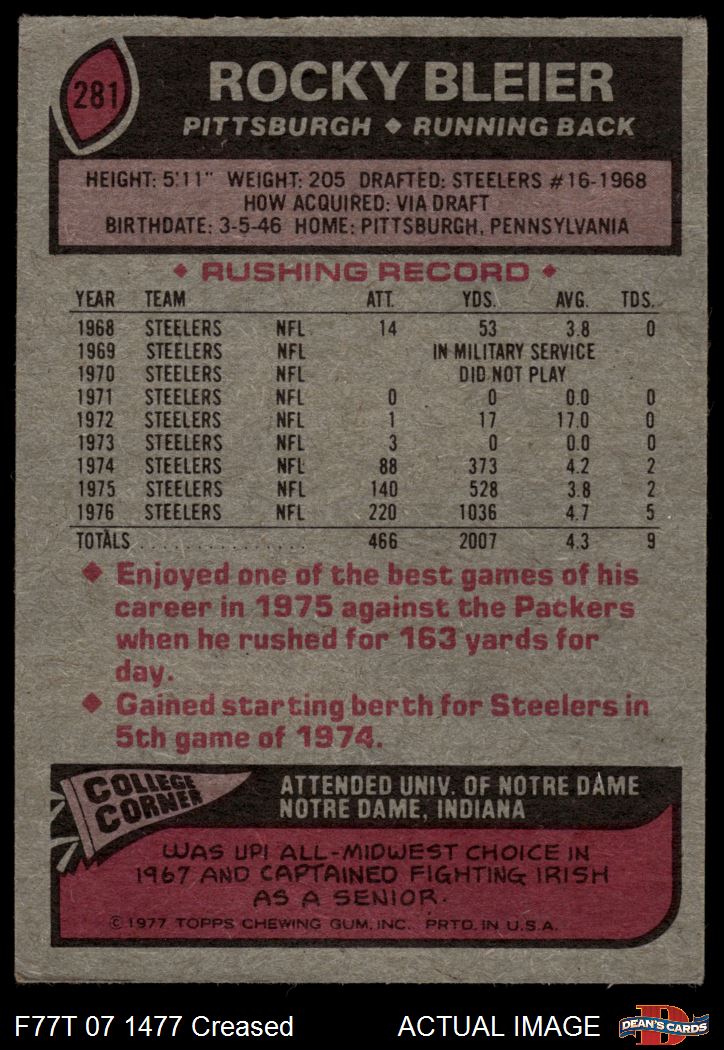 281
ROCKY BLEIER
PITTSBURGH ◆ RUNNING BACK
HEIGHT: 5'11" WEIGHT: 205 DRAFTED: STEELERS #16-1968
HOW ACQUIRED: VIA DRAFT
BIRTHDATE: 3-5-46 HOME: PITTSBURGH, PENNSYLVANIA
◆ RUSHING RECORD ◆
YEAR TEAM ATT. YDS. AVG. TDS.
1968 STEELERS NFL 14 53 3.8 0
1969 STEELERS NFL IN MILITARY SERVICE
1970 STEELERS NFL DID NOT PLAY
1971 STEELERS NFL 0 0 0.0 0
1972 STEELERS NFL 1 17 17.0 0
1973 STEELERS NFL 3 0 0.0 0
1974 STEELERS NFL 88 373 4.2 2
1975 STEELERS NFL 140 528 3.8 2
1976 STEELERS NFL 220 1036 4.7 5
TOTALS . . . . . . . . . . . . . . . 466 2007 4.3 9
◆ Enjoyed one of the best games of his
career in 1975 against the Packers
when he rushed for 163 yards for
day.
◆ Gained starting berth for Steelers in
5th game of 1974.
COLLEGE
CORNER
ATTENDED UNIV. OF NOTRE DAME
NOTRE DAME, INDIANA
WAS UPI ALL-MIDWEST CHOICE IN
1967 AND CAPTAINED FIGHTING IRISH
AS A SENIOR.
© 1977 TOPPS CHEWING GUM, INC. PRTD. IN U.S.A.
F77T 07 1477 Creased
ACTUAL IMAGE
D
DEAN'S CARDS